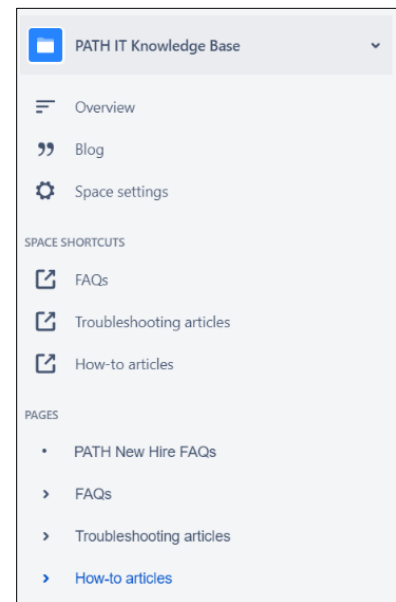 PATH IT Knowledge Base
Overview
Blog
Space settings
SPACE SHORTCUTS
FAQs
Troubleshooting articles
How-to articles
PAGES
PATH New Hire FAQs
FAQs
Troubleshooting articles
How-to articles